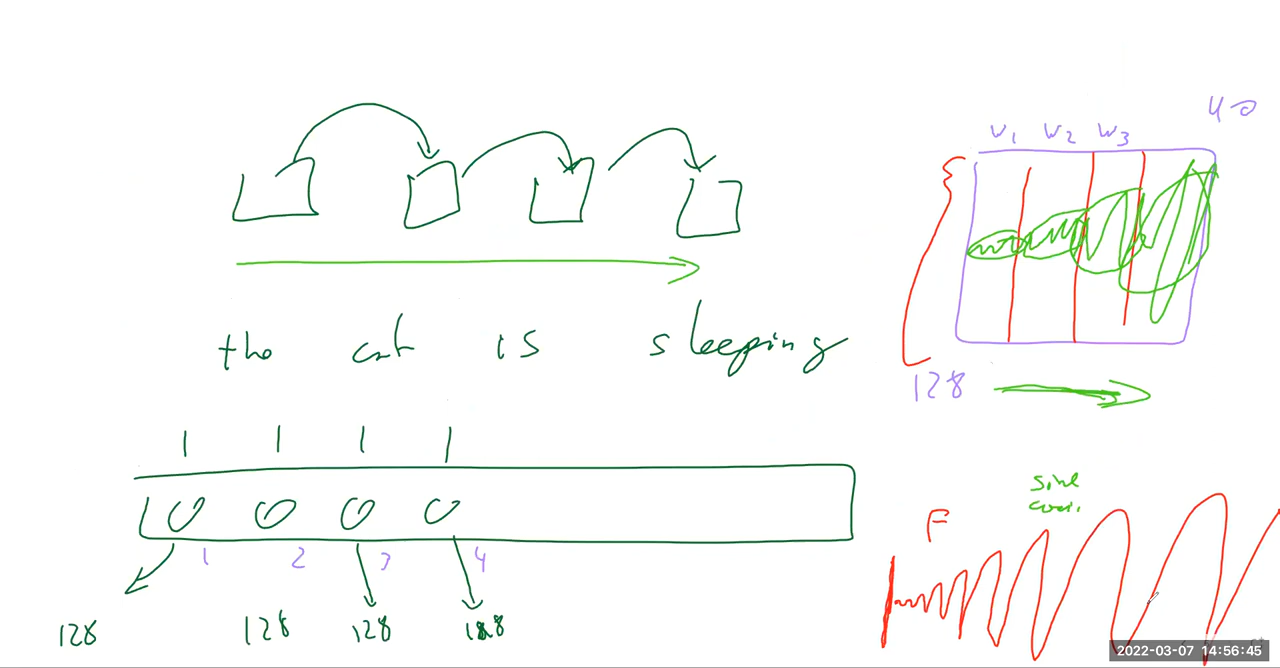 40
W1 W2 W3
the cat is sleeping
128
1 1 1 1
sine
F
1 2 3 4
128 128 128 128
2022-03-07 14:56:45